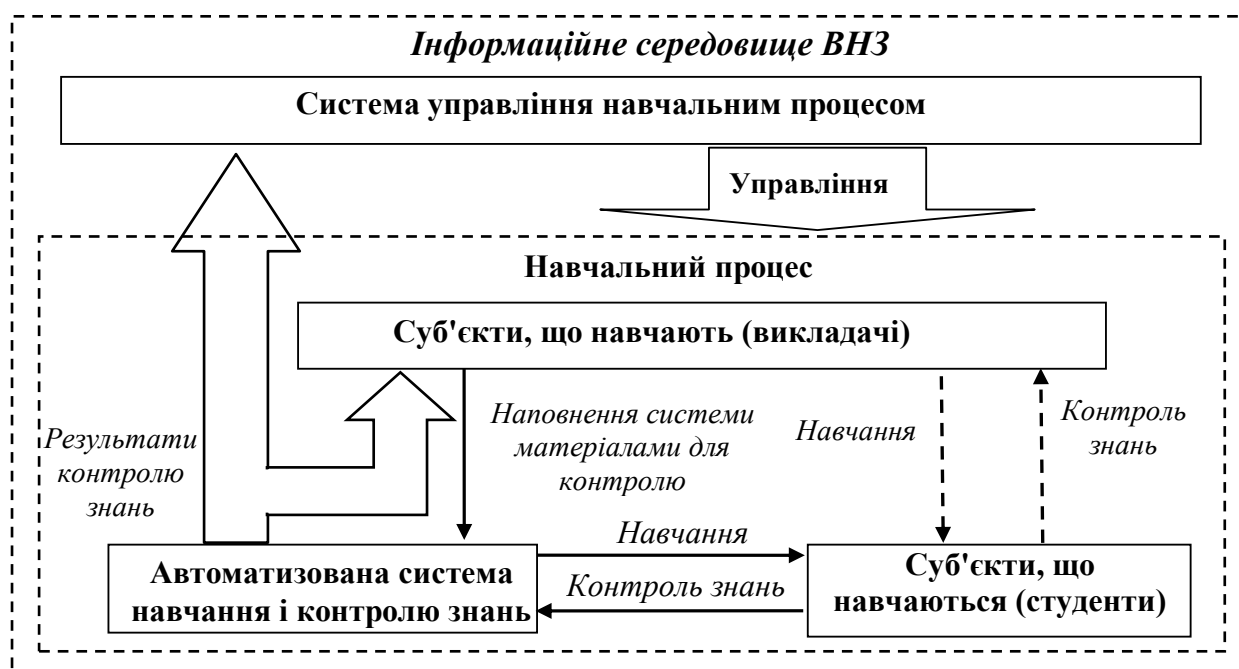 Інформаційне середовище ВНЗ
Система управління навчальним процесом
Управління
Навчальний процес
Суб'єкти, що навчають (викладачі)
Результати
контролю
знань
Наповнення системи
матеріалами для
контролю
Навчання
Контроль
знань
Навчання
Контроль знань
Автоматизована система
навчання і контролю знань
Суб'єкти, що
навчаються (студенти)